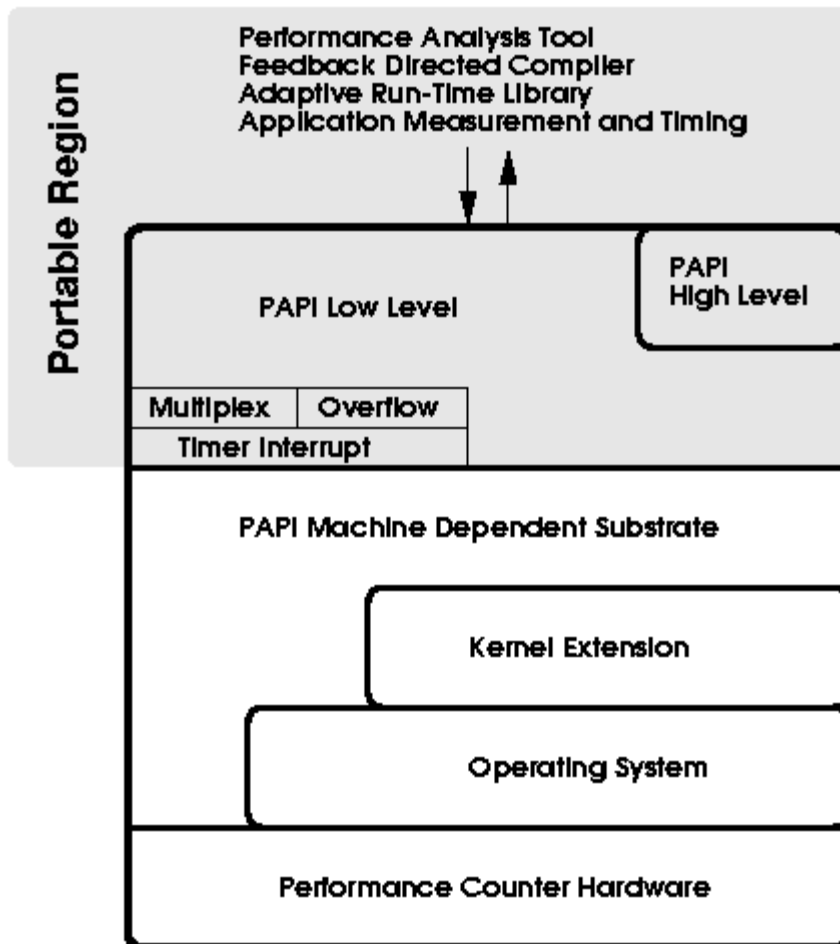 Performance Analysis Tool
Feedback Directed Compiler
Adaptive Run-Time Library
Application Measurement and Timing
Portable Region
PAPI Low Level
PAPI
High Level
Multiplex
Overflow
Timer Interrupt
PAPI Machine Dependent Substrate
Kernel Extension
Operating System
Performance Counter Hardware